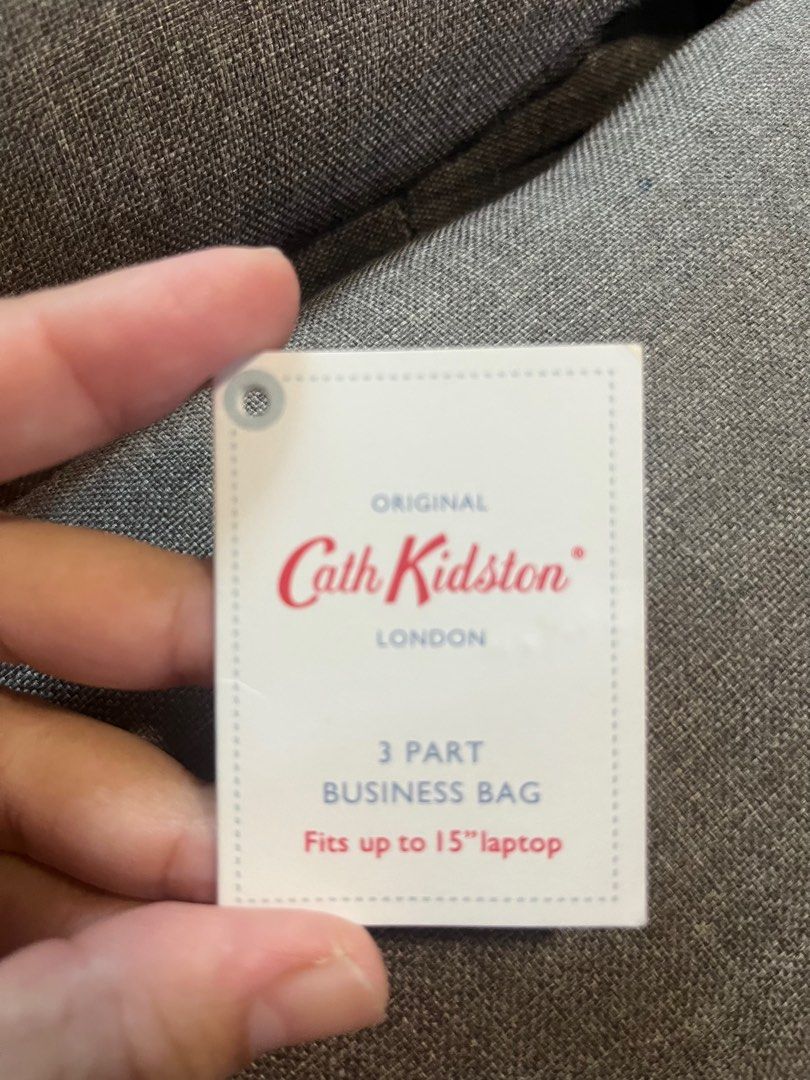 ORIGINAL
Cath Kidston®
LONDON
3 PART
BUSINESS BAG
Fits up to 15" laptop